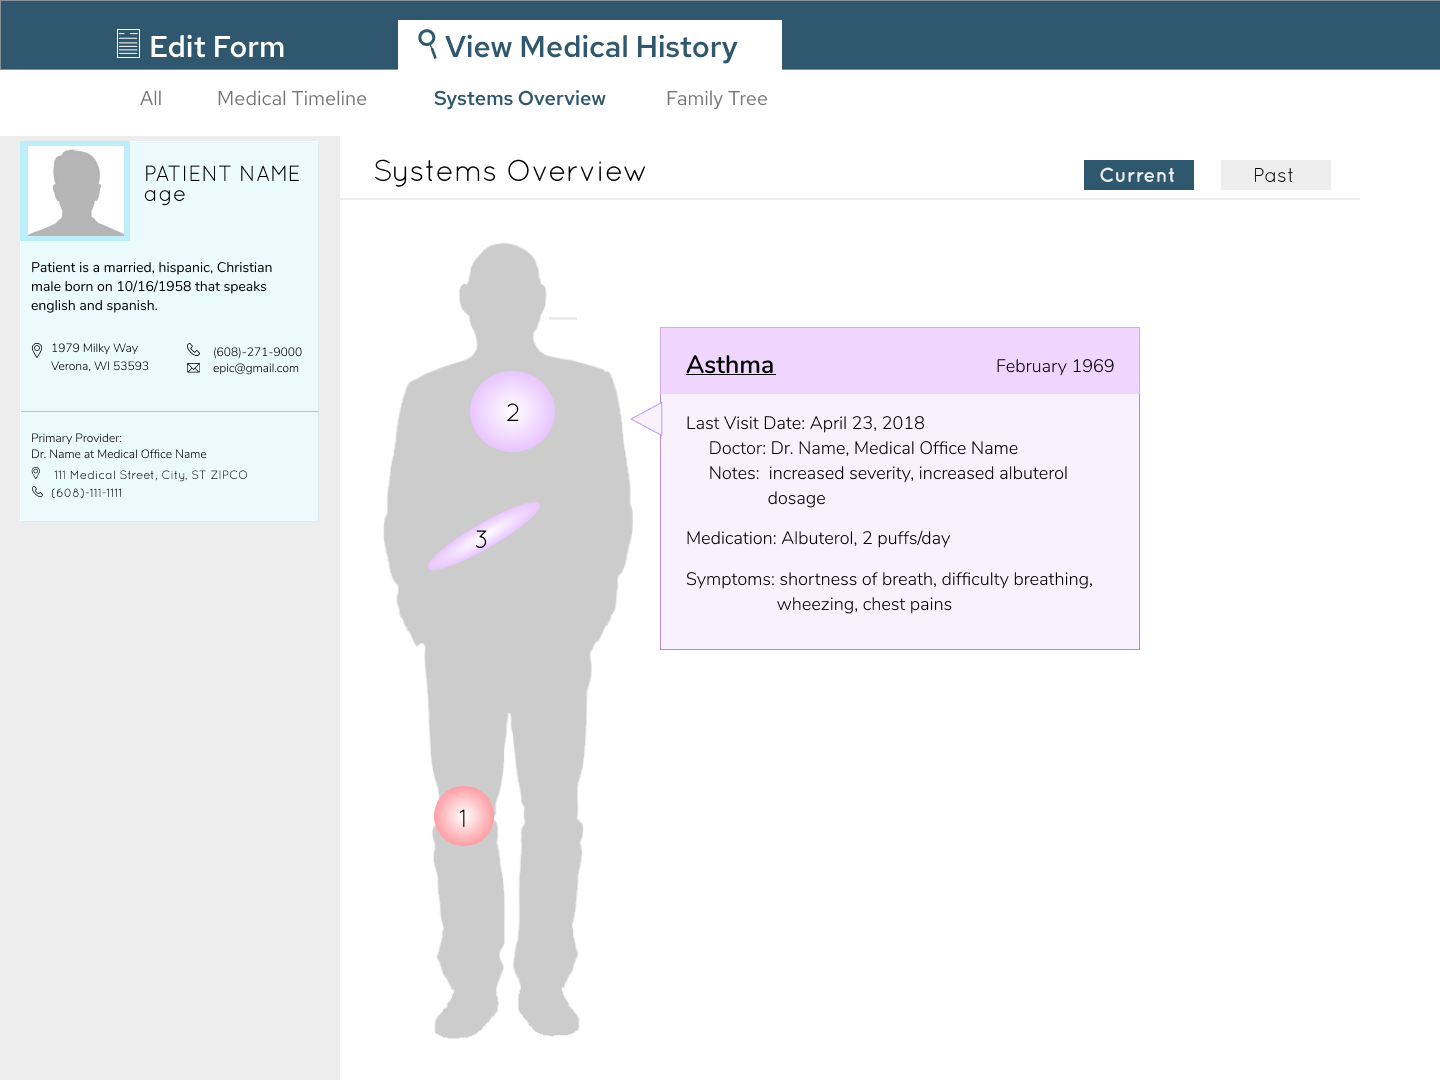 Edit Form
View Medical History
All
Medical Timeline
Systems Overview
Family Tree
PATIENT NAME
age
Patient is a married, hispanic, Christian
male born on 10/16/1958 that speaks
english and spanish.
1979 Milky Way
Verona, WI 53593
(608)-271-9000
epic@gmail.com
Primary Provider:
Dr. Name at Medical Office Name
111 Medical Street, City, ST ZIPCO
(608)-111-1111
Systems Overview
Current
Past
2
3
1
Asthma
February 1969
Last Visit Date: April 23, 2018
Doctor: Dr. Name, Medical Office Name
Notes: increased severity, increased albuterol
dosage
Medication: Albuterol, 2 puffs/day
Symptoms: shortness of breath, difficulty breathing,
wheezing, chest pains